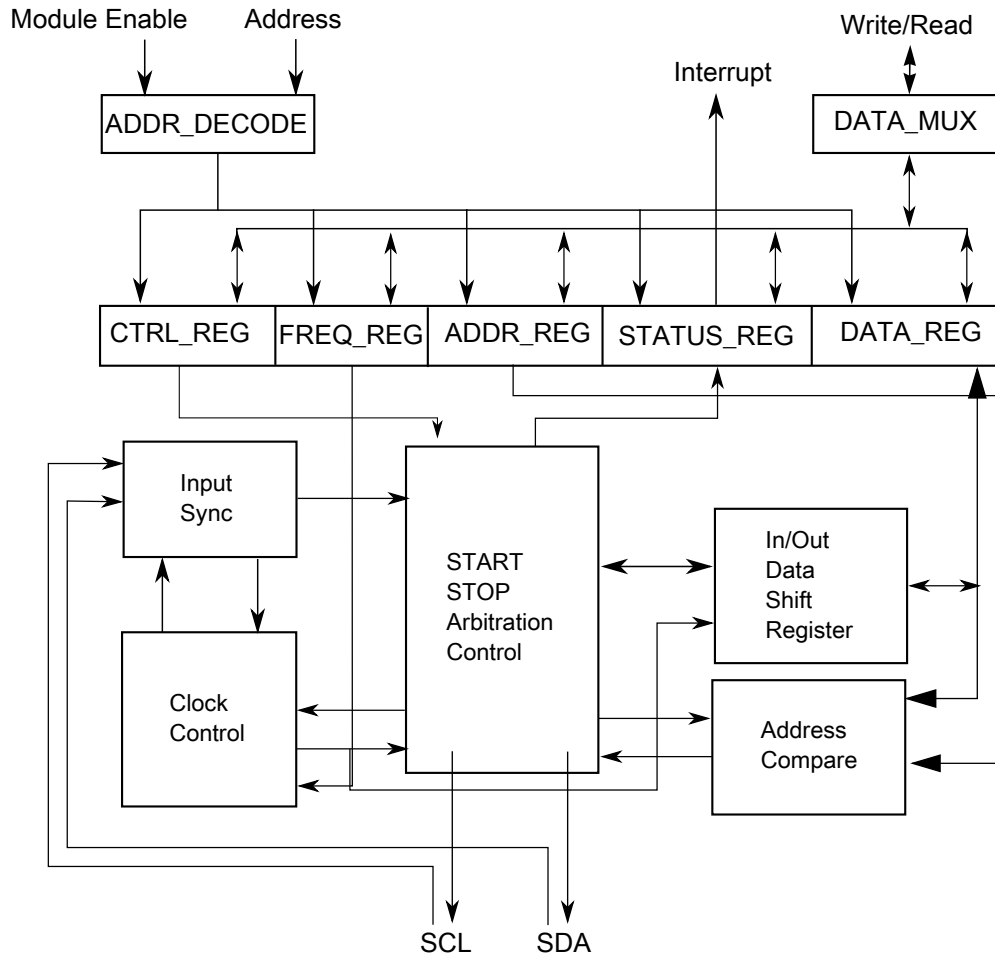 Module Enable
Address
Write/Read
Interrupt
ADDR_DECODE
DATA_MUX
CTRL_REG
FREQ_REG
ADDR_REG
STATUS_REG
DATA_REG
Input
Sync
START
STOP
Arbitration
Control
In/Out
Data
Shift
Register
Clock
Control
Address
Compare
SCL
SDA